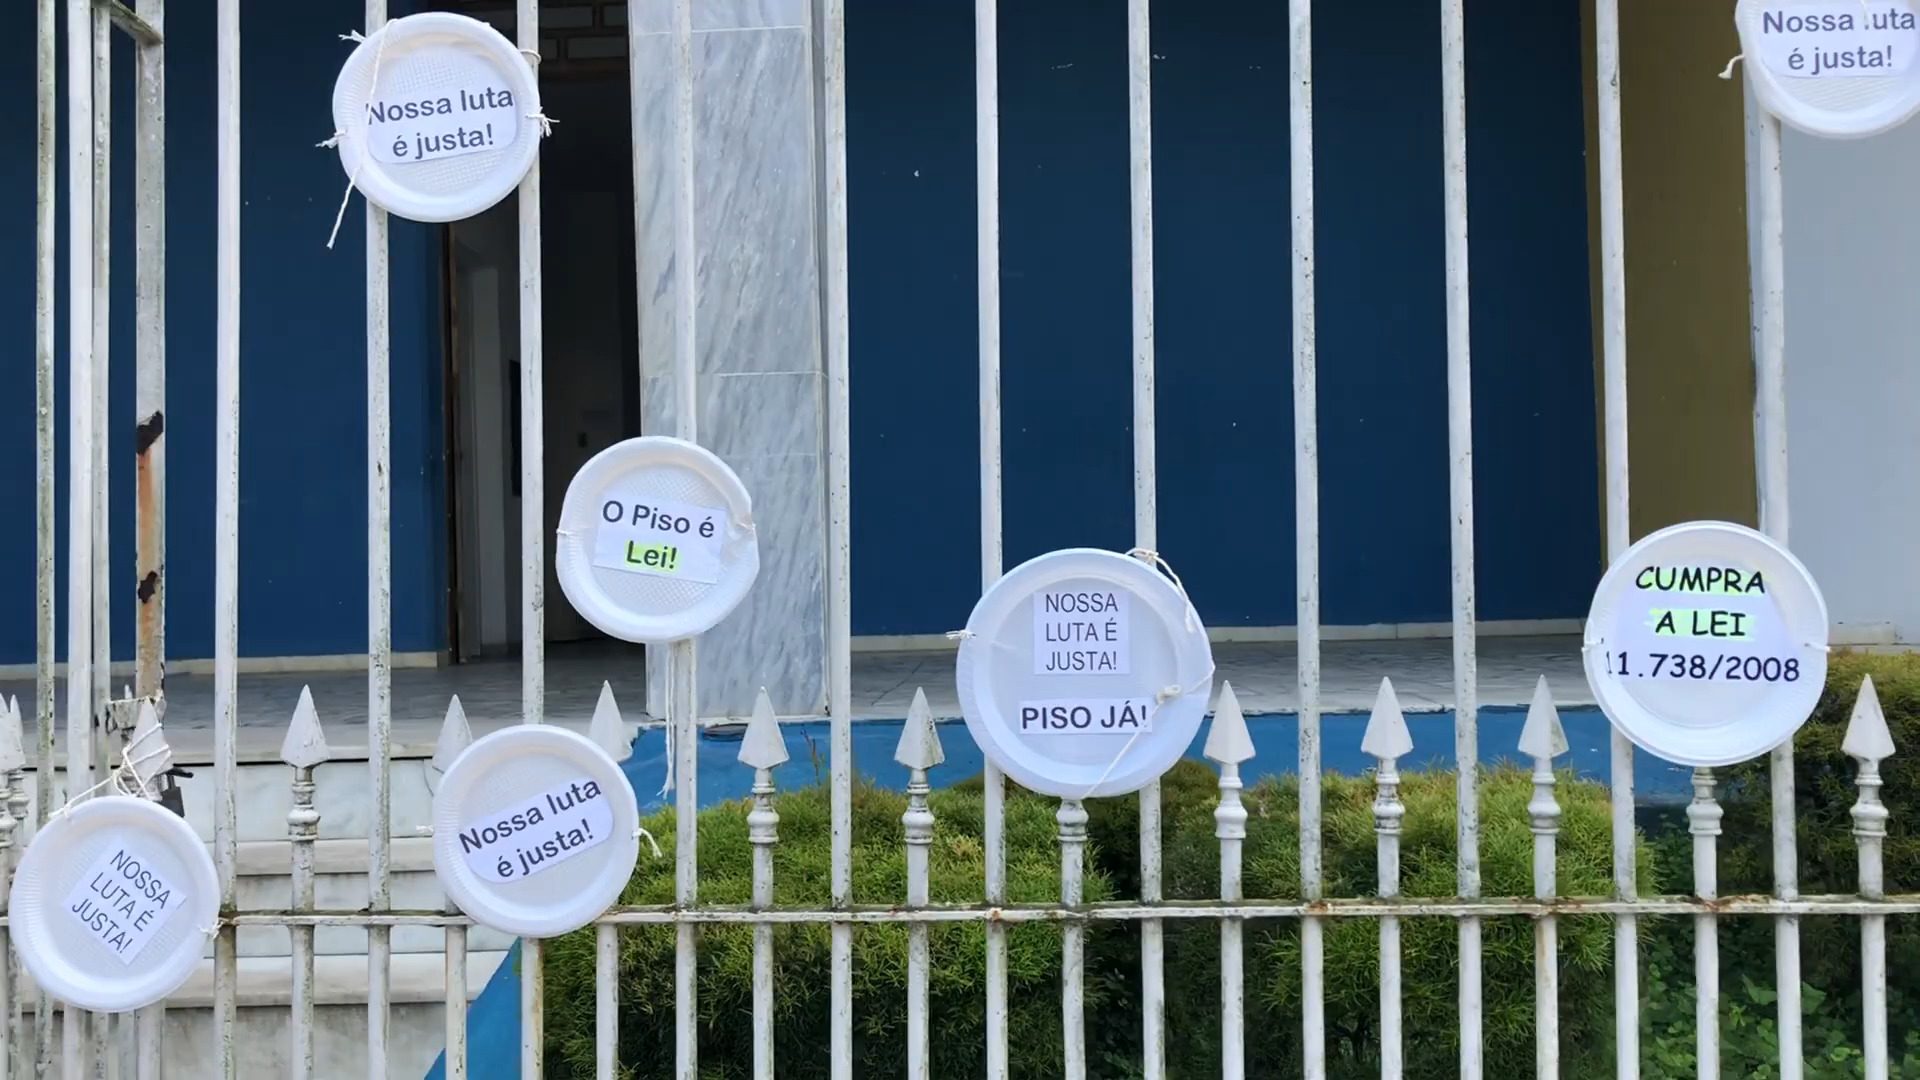 Nossa luta
é justa!
Nossa luta
é justa!
O Piso é
Lei!
NOSSA
LUTA É
JUSTA!
PISO JÁ!
CUMPRA
A LEI
11.738/2008
Nossa luta
é justa!
NOSSA
LUTA É
JUSTA!